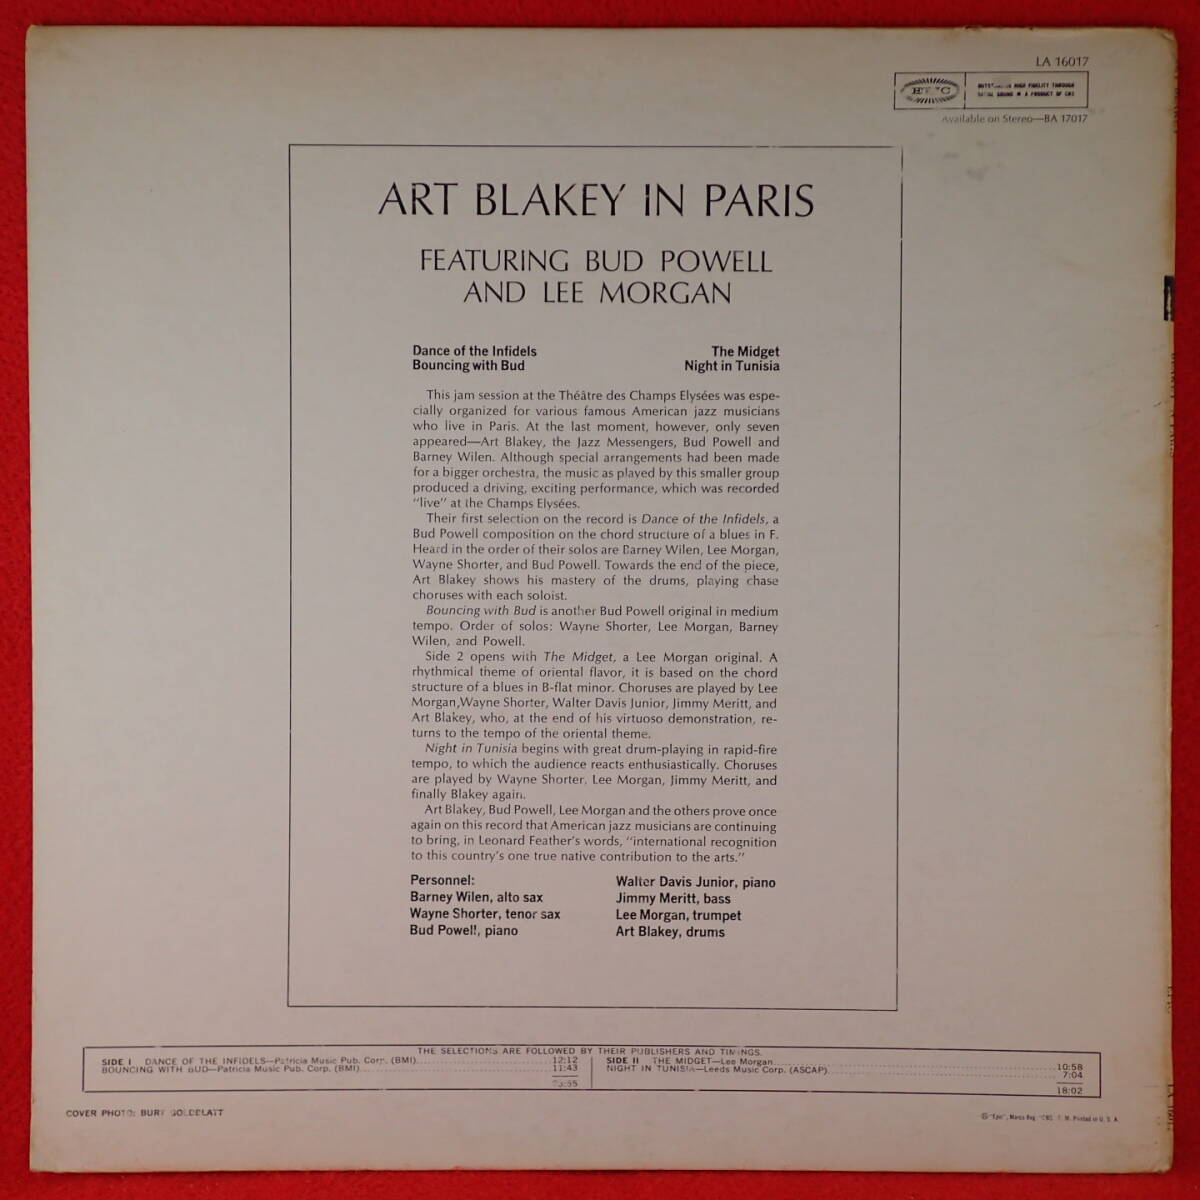 LA 16017
EPIC
Available on Stereo—BA 17017
ART BLAKEY IN PARIS
FEATURING BUD POWELL
AND LEE MORGAN
Dance of the Infidels
Bouncing with Bud
The Midget
Night in Tunisia
This jam session at the Théâtre des Champs Elysées was espe-
cially organized for various famous American jazz musicians
who live in Paris. At the last moment, however, only seven
appeared—Art Blakey, the Jazz Messengers, Bud Powell and
Barney Wilen. Although special arrangements had been made
for a bigger orchestra, the music as played by this smaller group
produced a driving, exciting performance, which was recorded
"live" at the Champs Elysées.
Their first selection on the record is Dance of the Infidels, a
Bud Powell composition on the chord structure of a blues in F.
Heard in the order of their solos are Barney Wilen, Lee Morgan,
Wayne Shorter, and Bud Powell. Towards the end of the piece,
Art Blakey shows his mastery of the drums, playing chase
choruses with each soloist.
Bouncing with Bud is another Bud Powell original in medium
tempo. Order of solos: Wayne Shorter, Lee Morgan, Barney
Wilen, and Powell.
Side 2 opens with The Midget, a Lee Morgan original. A
rhythmical theme of oriental flavor, it is based on the chord
structure of a blues in B-flat minor. Choruses are played by Lee
Morgan,Wayne Shorter, Walter Davis Junior, Jimmy Meritt, and
Art Blakey, who, at the end of his virtuoso demonstration, re-
turns to the tempo of the oriental theme.
Night in Tunisia begins with great drum-playing in rapid-fire
tempo, to which the audience reacts enthusiastically. Choruses
are played by Wayne Shorter, Lee Morgan, Jimmy Meritt, and
finally Blakey again.
Art Blakey, Bud Powell, Lee Morgan and the others prove once
again on this record that American jazz musicians are continuing
to bring, in Leonard Feather's words, "international recognition
to this country's one true native contribution to the arts."
Personnel:
Barney Wilen, alto sax
Wayne Shorter, tenor sax
Bud Powell, piano
Walter Davis Junior, piano
Jimmy Meritt, bass
Lee Morgan, trumpet
Art Blakey, drums
THE SELECTIONS ARE FOLLOWED BY THEIR PUBLISHERS AND TIMINGS.
SIDE I DANCE OF THE INFIDELS—Patricia Music Pub. Corp. (BMI) 12:12
BOUNCING WITH BUD—Patricia Music Pub. Corp. (BMI) 11:43
23:55
SIDE II THE MIDGET—Lee Morgan 10:58
NIGHT IN TUNISIA—Leeds Music Corp. (ASCAP) 7:04
18:02
COVER PHOTO: BURT GOLDBLATT
Printed in U. S. A.